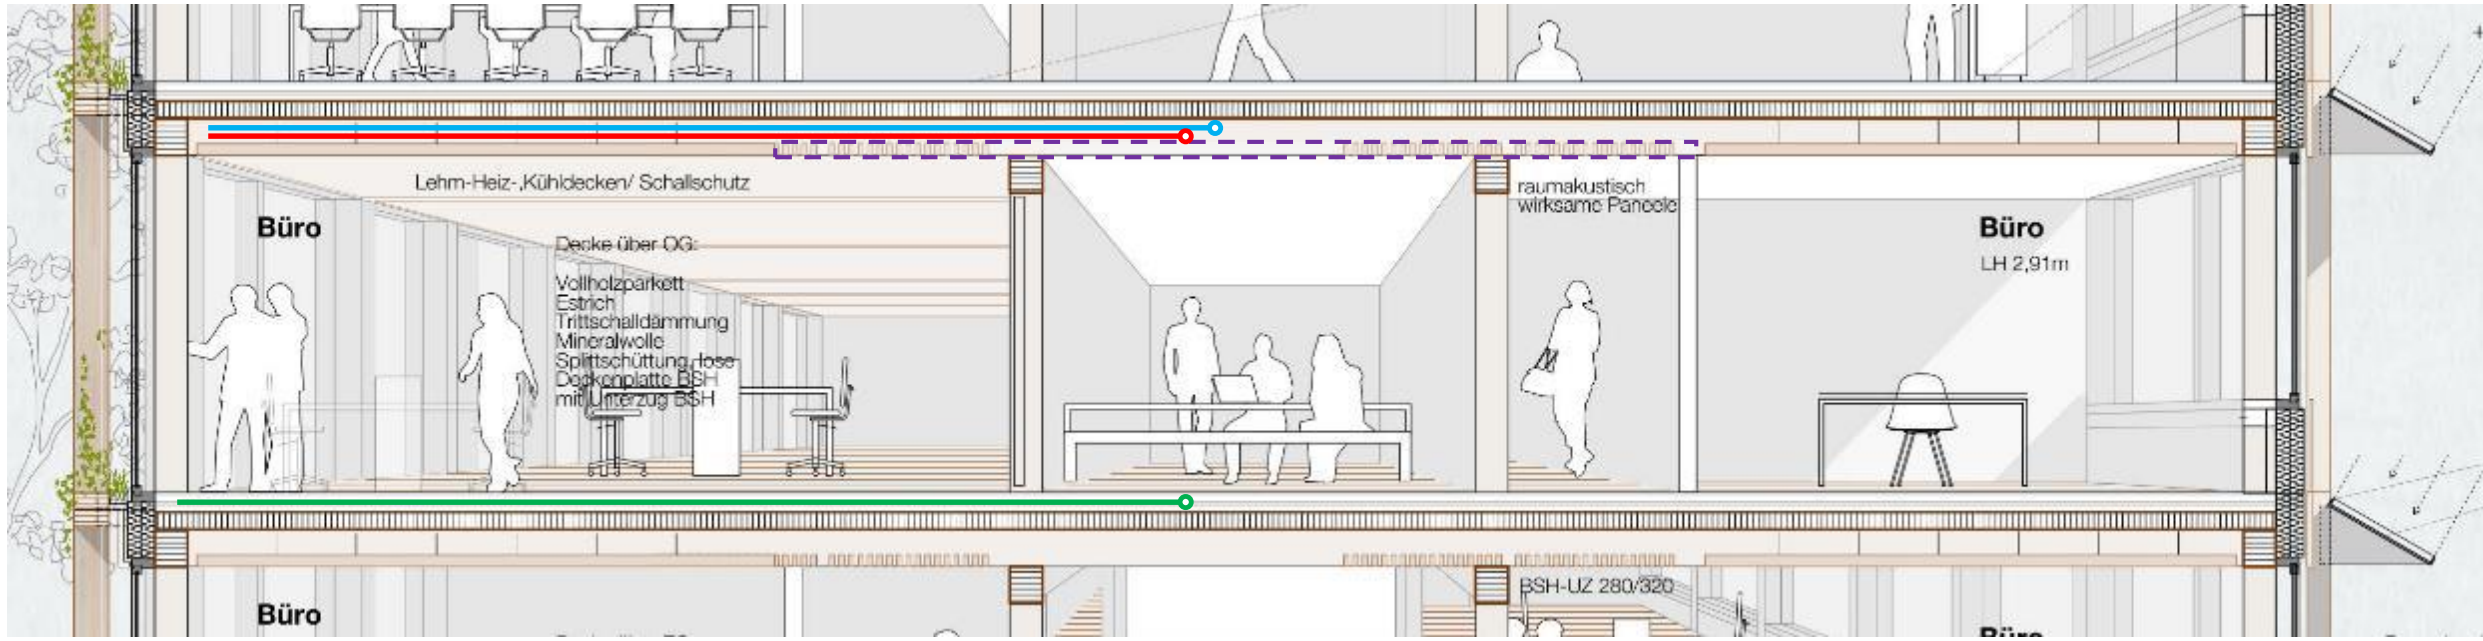 Lehm-Heiz-,Kühldecken/ Schallschutz
raumakustisch
wirksame Paneele
Büro
Decke über OG:
Büro
LH 2,91m
Vollholzparkett
Estrich
Trittschalldämmung
Mineralwolle
Splittschüttung, lose
Deckenplatte BSH
mit Unterzug BSH
BSH-UZ 280/320
Büro
Büro